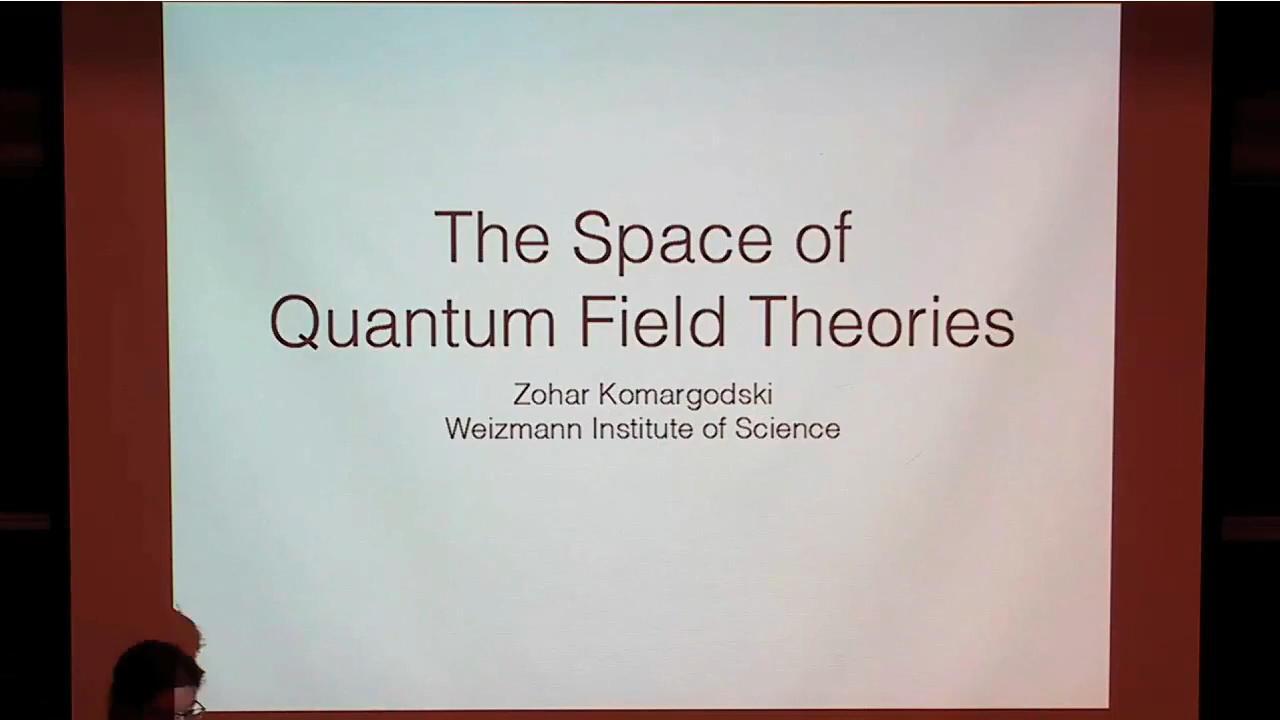 The Space of
Quantum Field Theories
Zohar Komargodski
Weizmann Institute of Science